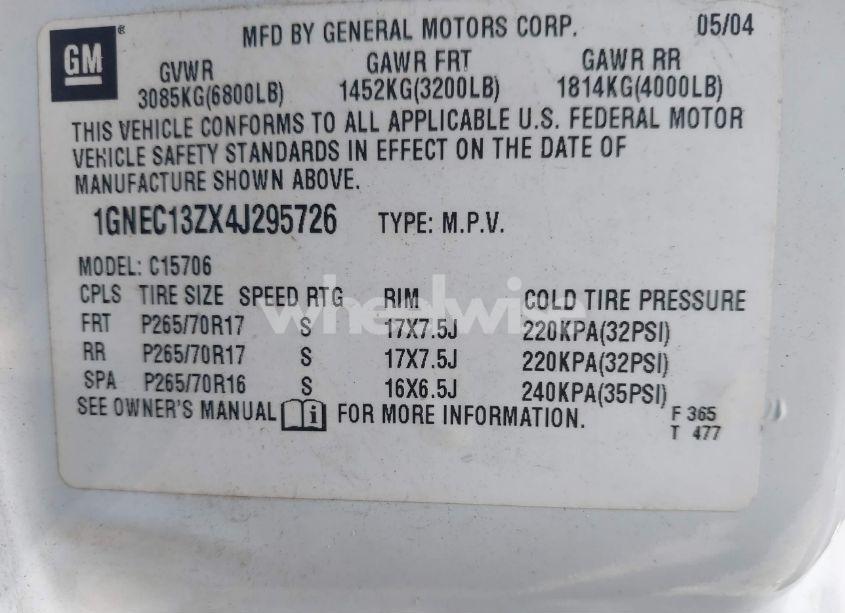 GM®
MFD BY GENERAL MOTORS CORP. 05/04
GVWR GAWR FRT GAWR RR
3085KG(6800LB) 1452KG(3200LB) 1814KG(4000LB)
THIS VEHICLE CONFORMS TO ALL APPLICABLE U.S. FEDERAL MOTOR
VEHICLE SAFETY STANDARDS IN EFFECT ON THE DATE OF
MANUFACTURE SHOWN ABOVE.
1GNEC13ZX4J295726 TYPE: M.P.V.
MODEL: C15706
CPLS TIRE SIZE SPEED RTG RIM COLD TIRE PRESSURE
wheelwise
FRT P265/70R17 S 17X7.5J 220KPA(32PSI)
RR P265/70R17 S 17X7.5J 220KPA(32PSI)
SPA P265/70R16 S 16X6.5J 240KPA(35PSI)
SEE OWNER'S MANUAL i FOR MORE INFORMATION.
F 365
T 477